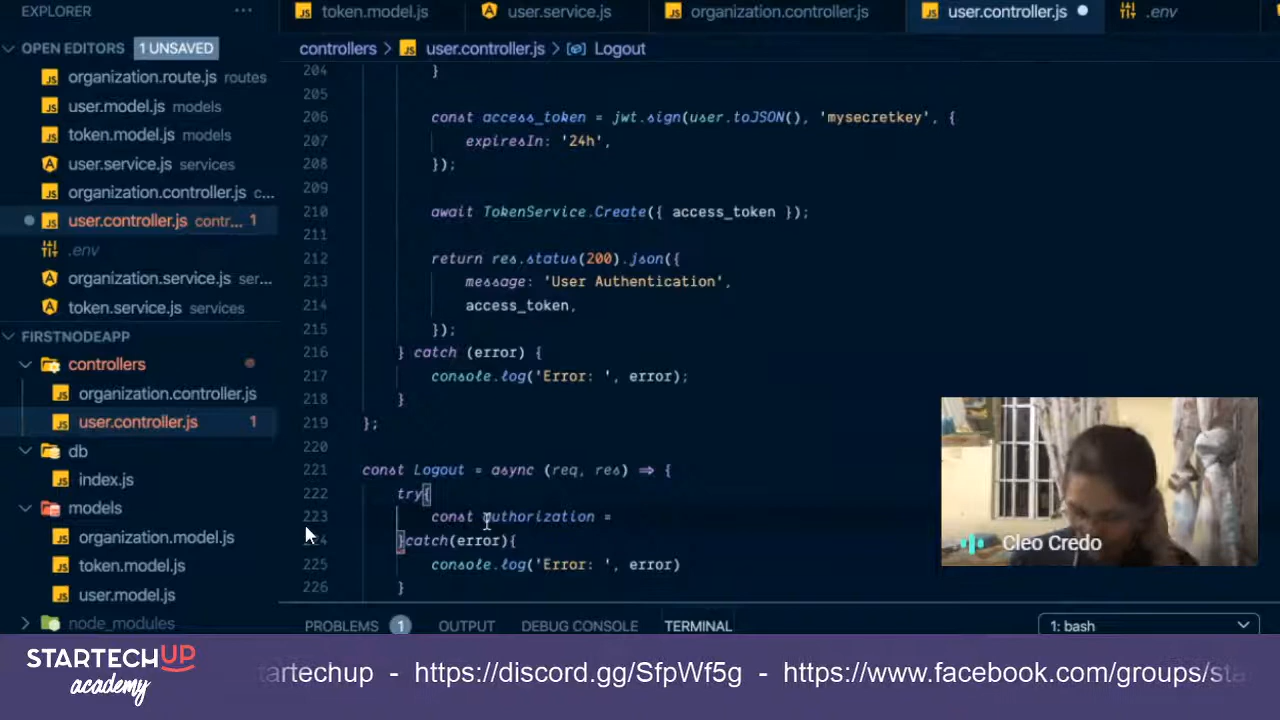 EXPLORER
...
OPEN EDITORS 1 UNSAVED
organization.route.js routes
user.model.js models
token.model.js models
user.service.js services
organization.controller.js c...
user.controller.js contr... 1
.env
organization.service.js ser...
token.service.js services
FIRSTNODEAPP
controllers
organization.controller.js
user.controller.js 1
db
index.js
models
organization.model.js
token.model.js
user.model.js
node_modules
token.model.js
user.service.js
organization.controller.js
user.controller.js
.env
controllers > user.controller.js > Logout
204 }
205
206 const access_token = jwt.sign(user.toJSON(), 'mysecretkey', {
207 expiresIn: '24h',
208 });
209
210 await TokenService.Create({ access_token });
211
212 return res.status(200).json({
213 message: 'User Authentication',
214 access_token,
215 });
216 } catch (error) {
217 console.log('Error: ', error);
218 }
219 };
220
221 const Logout = async (req, res) => {
222 try{
223 const authorization =
}catch(error){
225 console.log('Error: ', error)
226 }
PROBLEMS 1 OUTPUT DEBUG CONSOLE TERMINAL 1: bash
Cleo Credo
STARTECHUP
academy
startechup - https://discord.gg/SfpWf5g - https://www.facebook.com/groups/sta